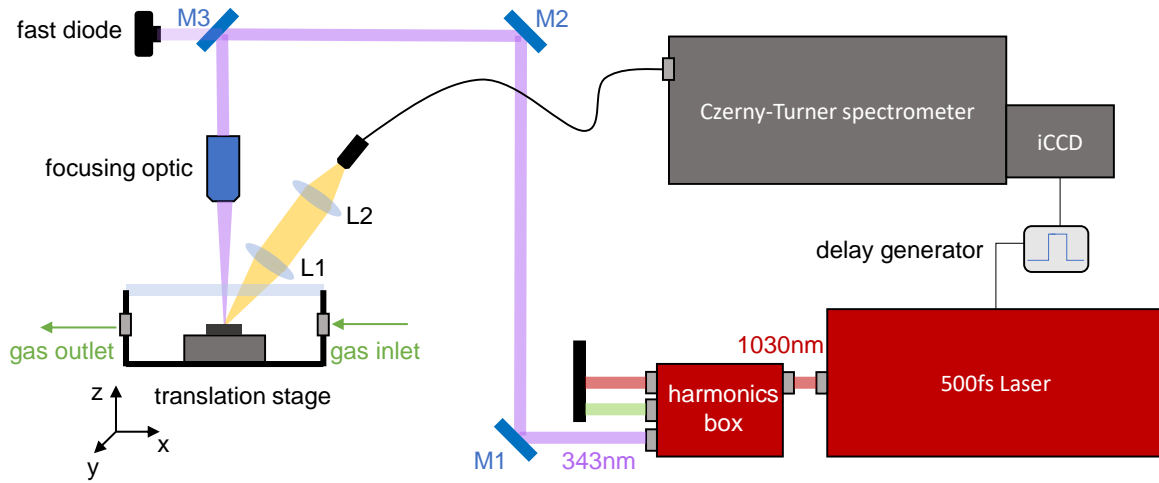 fast diode
M3
M2
Czerny-Turner spectrometer
iCCD
focusing optic
L2
L1
delay generator
gas outlet
gas inlet
translation stage
z
x
y
1030nm
500fs Laser
harmonics
box
M1
343nm